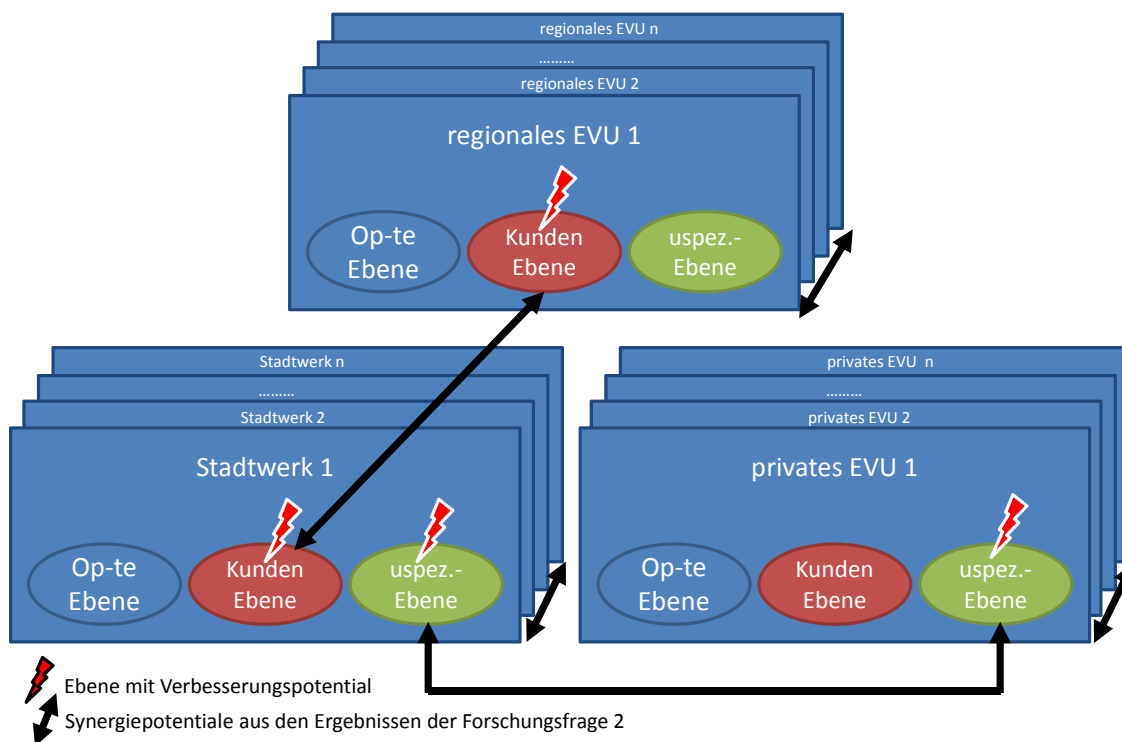 regionales EVU n
………
regionales EVU 2
regionales EVU 1
Op-te
Ebene
Kunden
Ebene
uspez.-
Ebene
Stadtwerk n
………
Stadtwerk 2
Stadtwerk 1
Op-te
Ebene
Kunden
Ebene
uspez.-
Ebene
privates EVU n
………
privates EVU 2
privates EVU 1
Op-te
Ebene
Kunden
Ebene
uspez.-
Ebene
Ebene mit Verbesserungspotential
Synergiepotentiale aus den Ergebnissen der Forschungsfrage 2